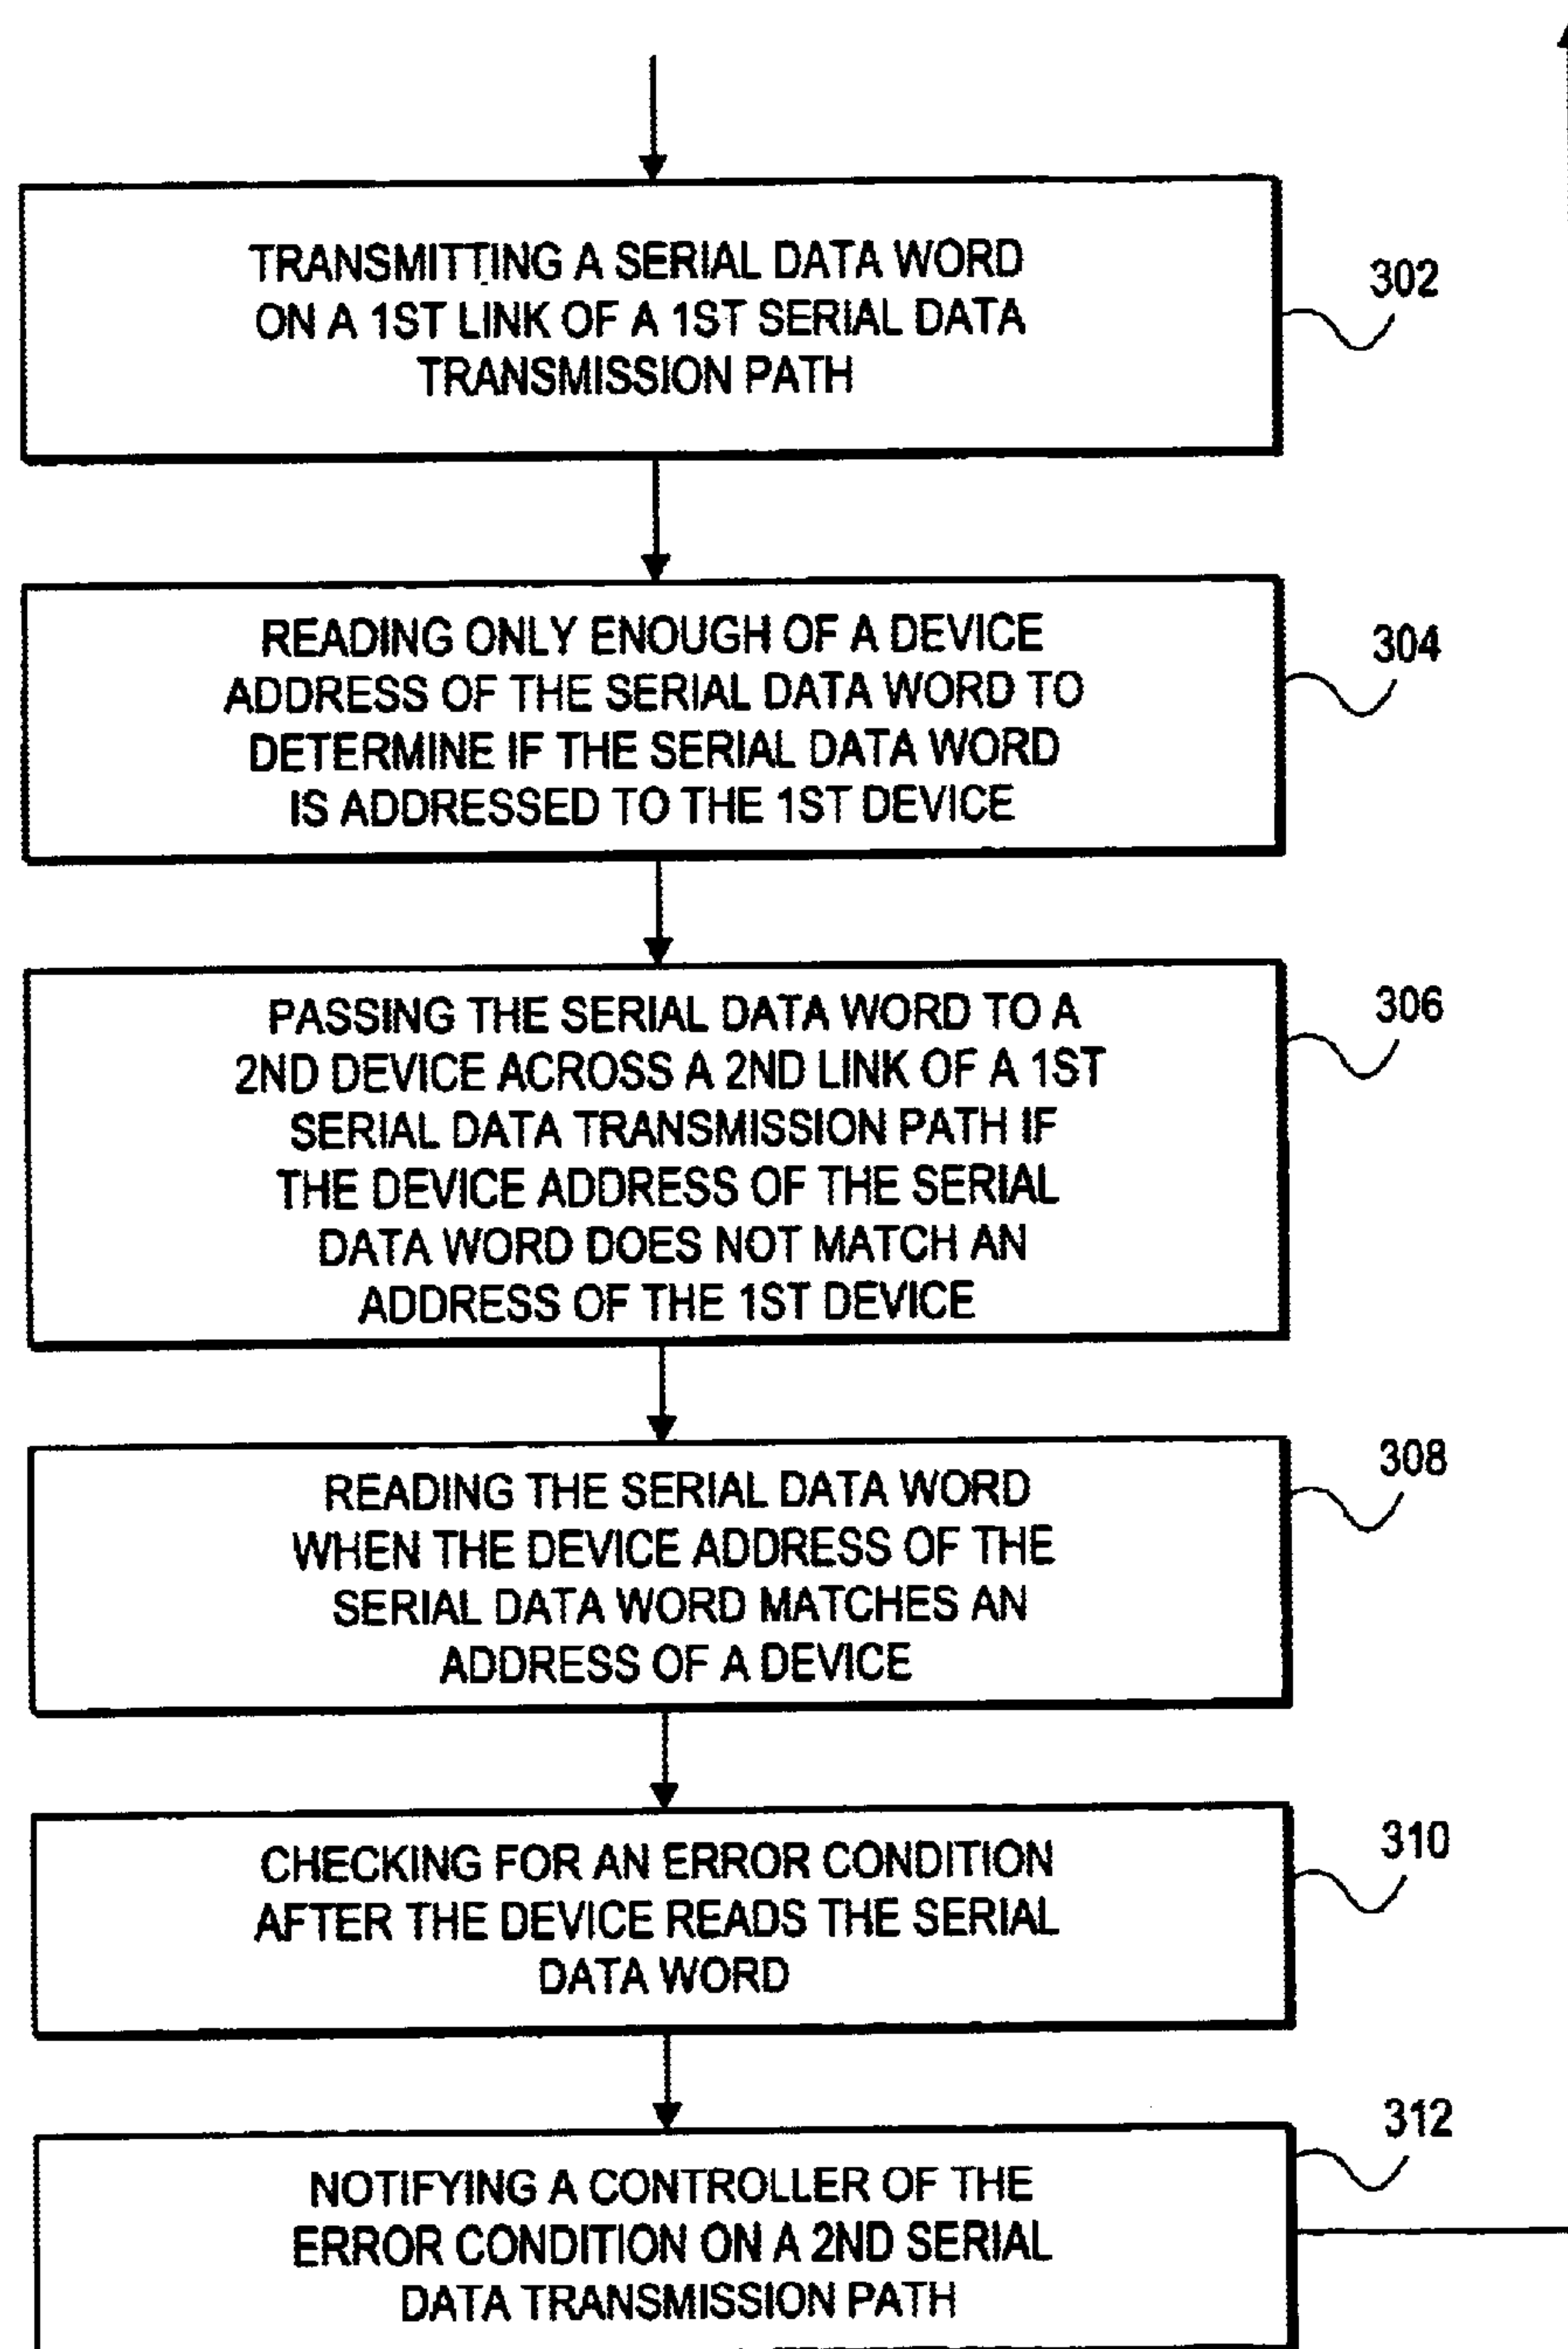 TRANSMITTING A SERIAL DATA WORD
ON A 1ST LINK OF A 1ST SERIAL DATA
TRANSMISSION PATH
302
READING ONLY ENOUGH OF A DEVICE
ADDRESS OF THE SERIAL DATA WORD TO
DETERMINE IF THE SERIAL DATA WORD
IS ADDRESSED TO THE 1ST DEVICE
304
PASSING THE SERIAL DATA WORD TO A
2ND DEVICE ACROSS A 2ND LINK OF A 1ST
SERIAL DATA TRANSMISSION PATH IF
THE DEVICE ADDRESS OF THE SERIAL
DATA WORD DOES NOT MATCH AN
ADDRESS OF THE 1ST DEVICE
306
READING THE SERIAL DATA WORD
WHEN THE DEVICE ADDRESS OF THE
SERIAL DATA WORD MATCHES AN
ADDRESS OF A DEVICE
308
CHECKING FOR AN ERROR CONDITION
AFTER THE DEVICE READS THE SERIAL
DATA WORD
310
NOTIFYING A CONTROLLER OF THE
ERROR CONDITION ON A 2ND SERIAL
DATA TRANSMISSION PATH
312